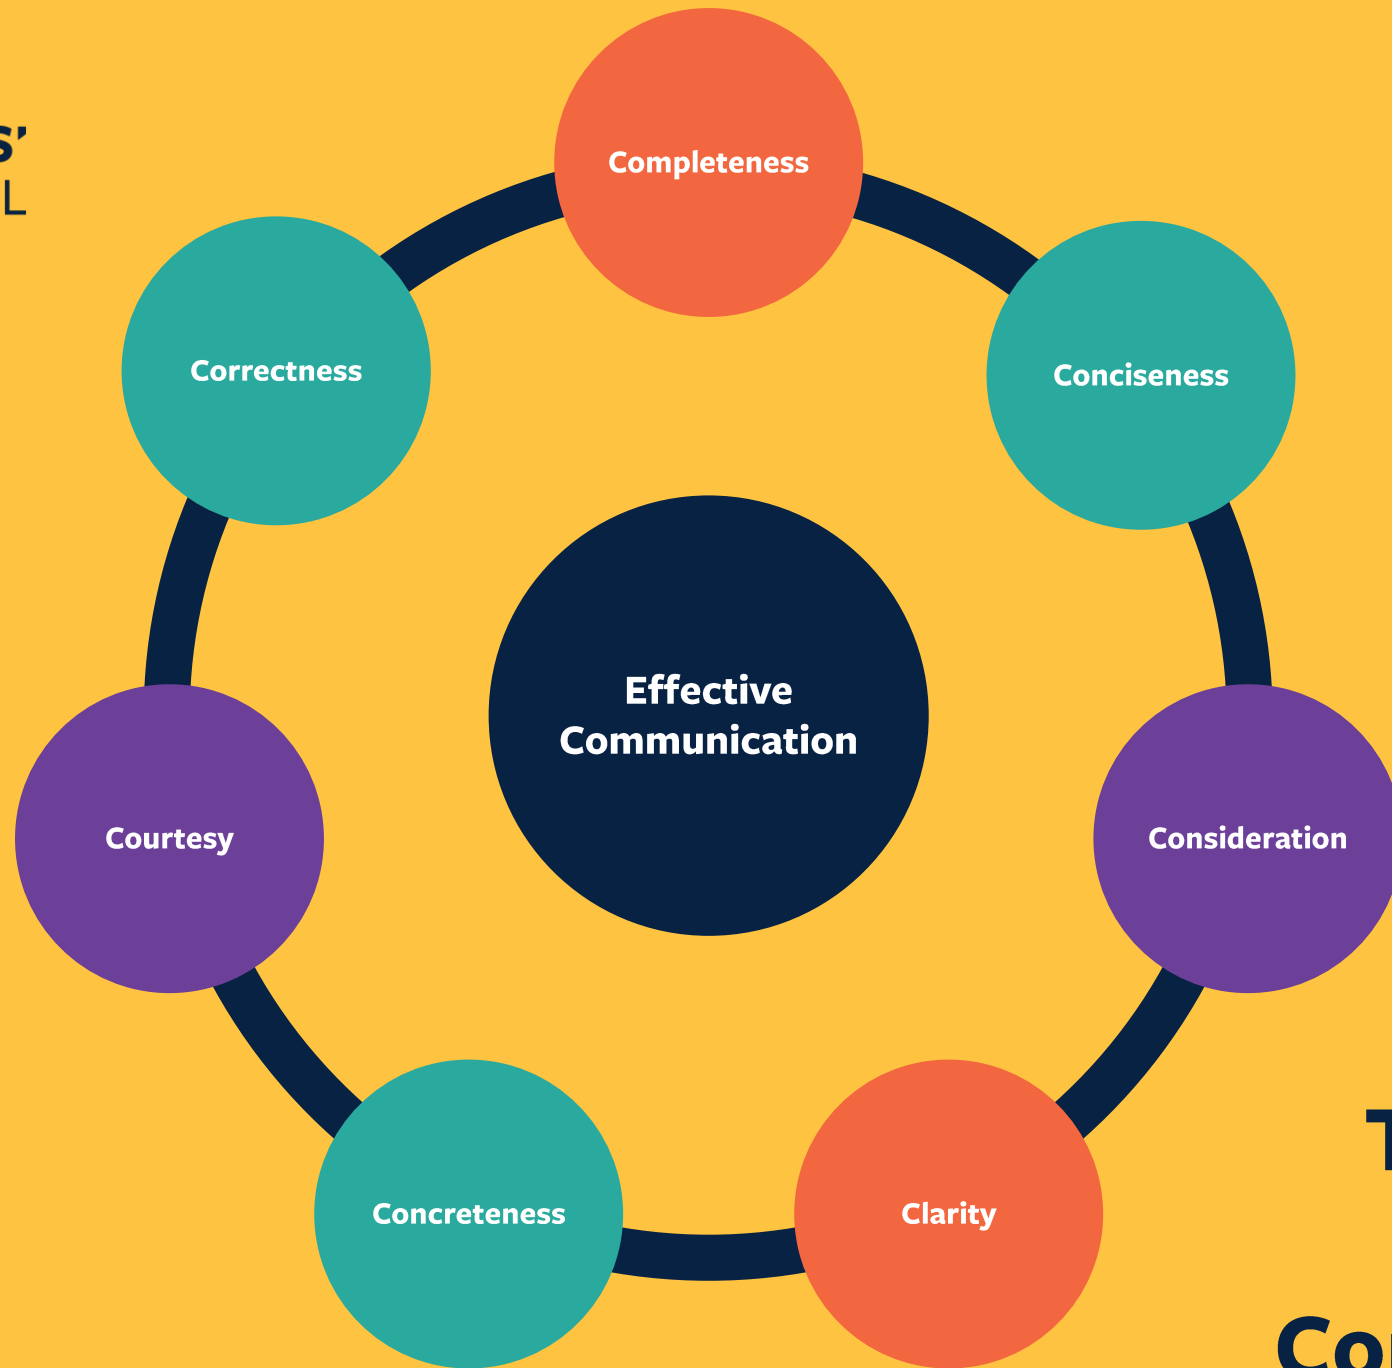 s’
L
Completeness
Correctness
Conciseness
Effective
Communication
Courtesy
Consideration
Concreteness
Clarity